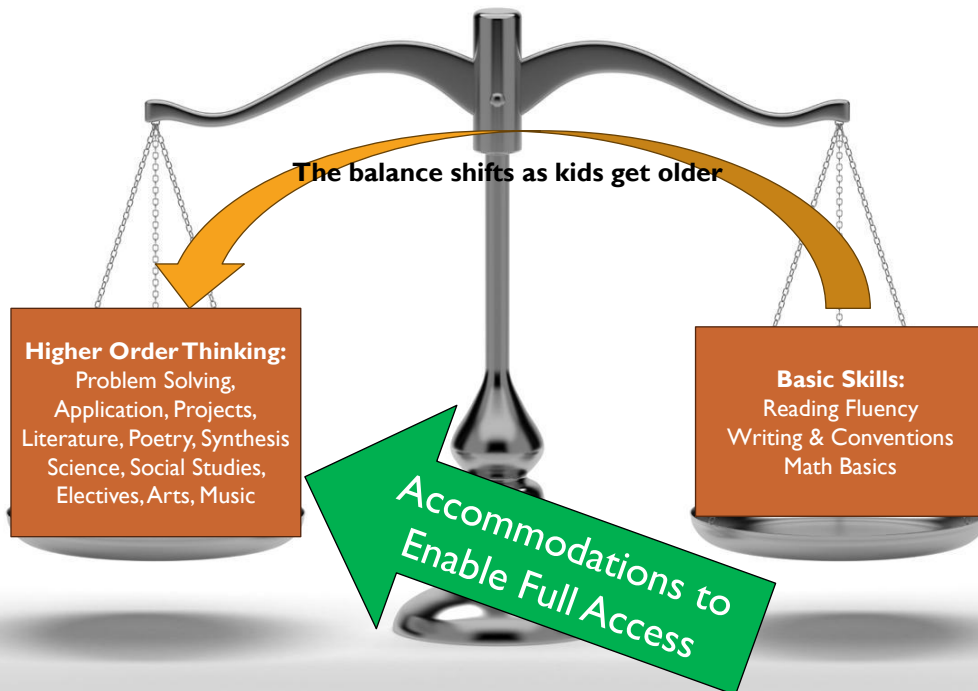 The balance shifts as kids get older
Higher Order Thinking:
Problem Solving,
Application, Projects,
Literature, Poetry, Synthesis
Science, Social Studies,
Electives, Arts, Music
Basic Skills:
Reading Fluency
Writing & Conventions
Math Basics
Accommodations to
Enable Full Access